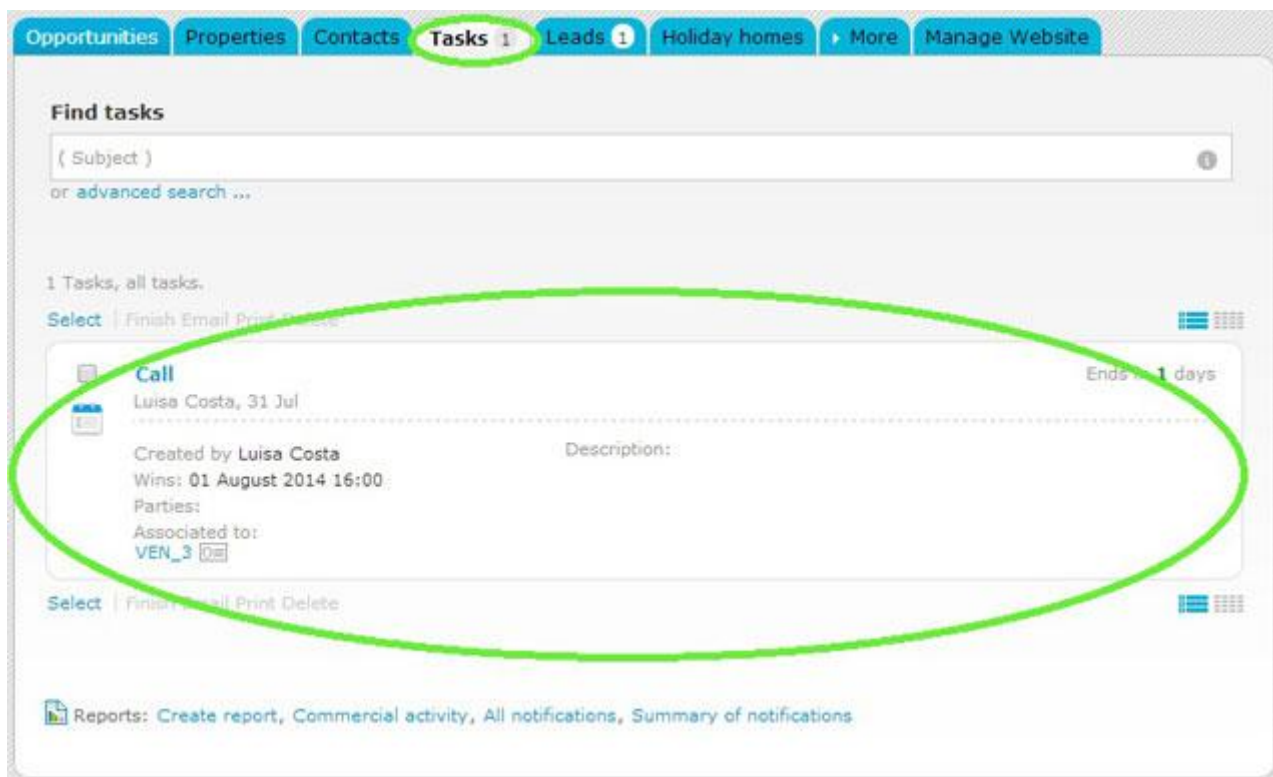 Opportunities Properties Contacts Tasks 1 Leads 1 Holiday homes More Manage Website
Find tasks
( Subject )
or advanced search ...
1 Tasks, all tasks.
Select | Finish Email Print Delete
Call Ends in 1 days
Luisa Costa, 31 Jul
Created by Luisa Costa Description:
Wins: 01 August 2014 16:00
Parties:
Associated to:
VEN_3
Select | Finish Email Print Delete
Reports: Create report, Commercial activity, All notifications, Summary of notifications